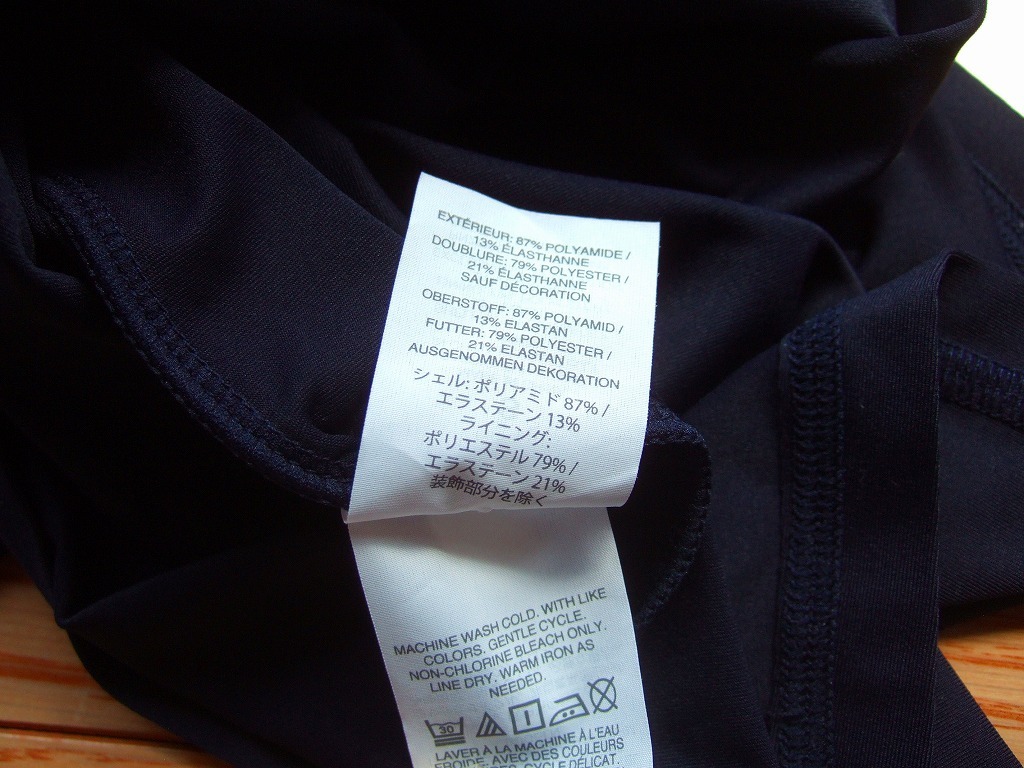 EXTÉRIEUR: 87% POLYAMIDE /
13% ÉLASTHANNE
DOUBLURE: 79% POLYESTER /
21% ÉLASTHANNE
SAUF DÉCORATION
OBERSTOFF: 87% POLYAMID /
13% ELASTAN
FUTTER: 79% POLYESTER /
21% ELASTAN
AUSGENOMMEN DEKORATION
シェル: ポリアミド 87% /
エラステーン 13%
ライニング:
ポリエステル 79% /
エラステーン 21%
装飾部分を除く
MACHINE WASH COLD. WITH LIKE
COLORS. GENTLE CYCLE.
NON-CHLORINE BLEACH ONLY.
LINE DRY. WARM IRON AS
NEEDED.
30
LAVER À LA MACHINE À L'EAU
FROIDE, AVEC DES COULEURS
CYCLE DÉLICAT.